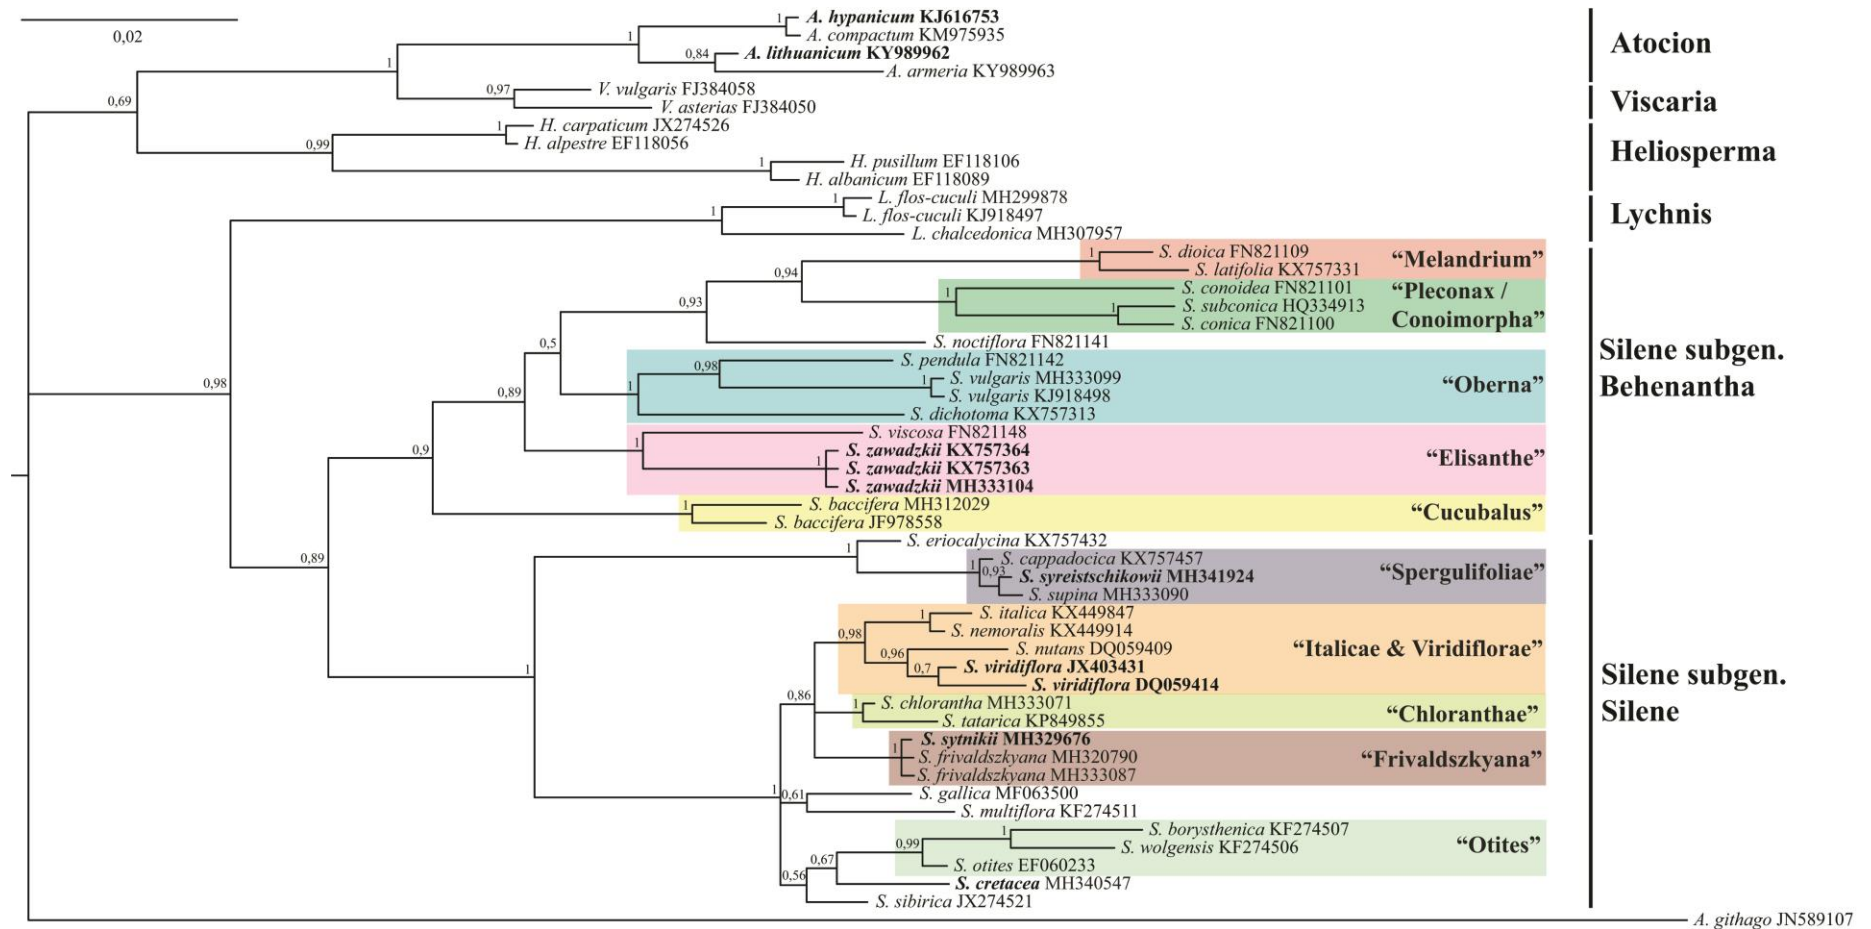 0,02
1
A. hypanicum KJ616753
A. compactum KM975935
1
0,84
A. lithuanicum KY989962
A. armeria KY989963
Atocion
1
0,97
V. vulgaris FJ384058
V. asterias FJ384050
Viscaria
0,69
1
H. carpaticum JX274526
H. alpestre EF118056
0,99
1
H. pusillum EF118106
H. albanicum EF118089
Heliosperma
1
L. flos-cuculi MH299878
L. flos-cuculi KJ918497
1
L. chalcedonica MH307957
Lychnis
1
S. dioica FN821109
S. latifolia KX757331
“Melandrium”
0,94
1
S. conoidea FN821101
1
S. subconica HQ334913
S. conica FN821100
“Pleconax /
Conoimorpha”
0,93
S. noctiflora FN821141
0,5
S. pendula FN821142
0,98
1
S. vulgaris MH333099
S. vulgaris KJ918498
1
S. dichotoma KX757313
“Oberna”
Silene subgen.
Behenantha
0,98
0,89
S. viscosa FN821148
1
S. zawadzkii KX757364
1
S. zawadzkii KX757363
S. zawadzkii MH333104
“Elisanthe”
0,9
1
S. baccifera MH312029
S. baccifera JF978558
“Cucubalus”
0,89
S. eriocalycina KX757432
1
S. cappadocica KX757457
1
0,93
S. syreistschikowii MH341924
S. supina MH333090
“Spergulifoliae”
1
S. italica KX449847
S. nemoralis KX449914
0,98
S. nutans DQ059409
0,96
0,7
S. viridiflora JX403431
S. viridiflora DQ059414
“Italicae & Viridiflorae”
1
0,86
1
S. chlorantha MH333071
S. tatarica KP849855
“Chloranthae”
Silene subgen.
Silene
S. sytnikii MH329676
1
S. frivaldszkyana MH320790
S. frivaldszkyana MH333087
“Frivaldszkyana”
1
0,61
S. gallica MF063500
S. multiflora KF274511
1
S. borysthenica KF274507
S. wolgensis KF274506
0,99
S. otites EF060233
“Otites”
0,67
0,56
S. cretacea MH340547
S. sibirica JX274521
A. githago JN589107